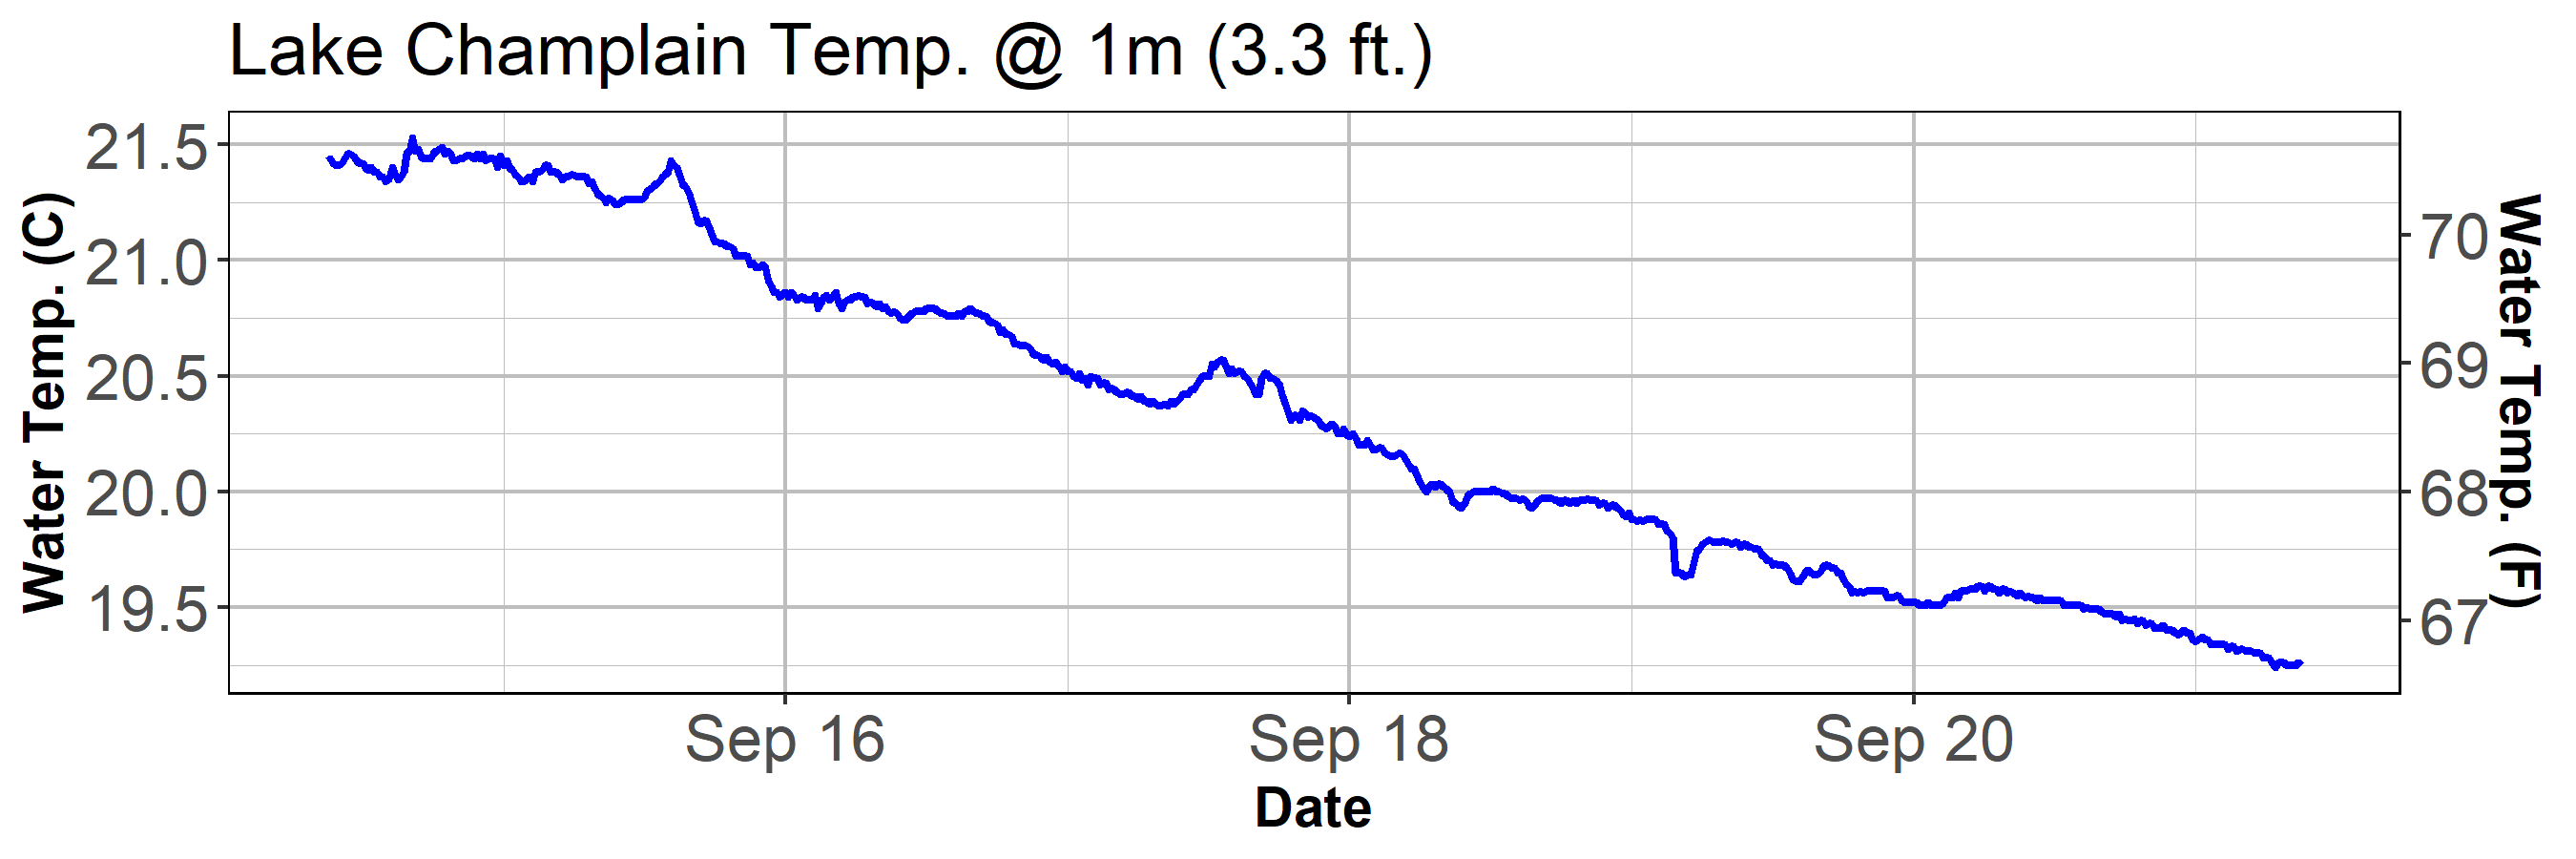 Lake Champlain Temp. @ 1m (3.3 ft.)
Water Temp. (C)
21.5
21.0
20.5
20.0
19.5
70
69
68
67
Water Temp. (F)
Sep 16 Sep 18 Sep 20
Date